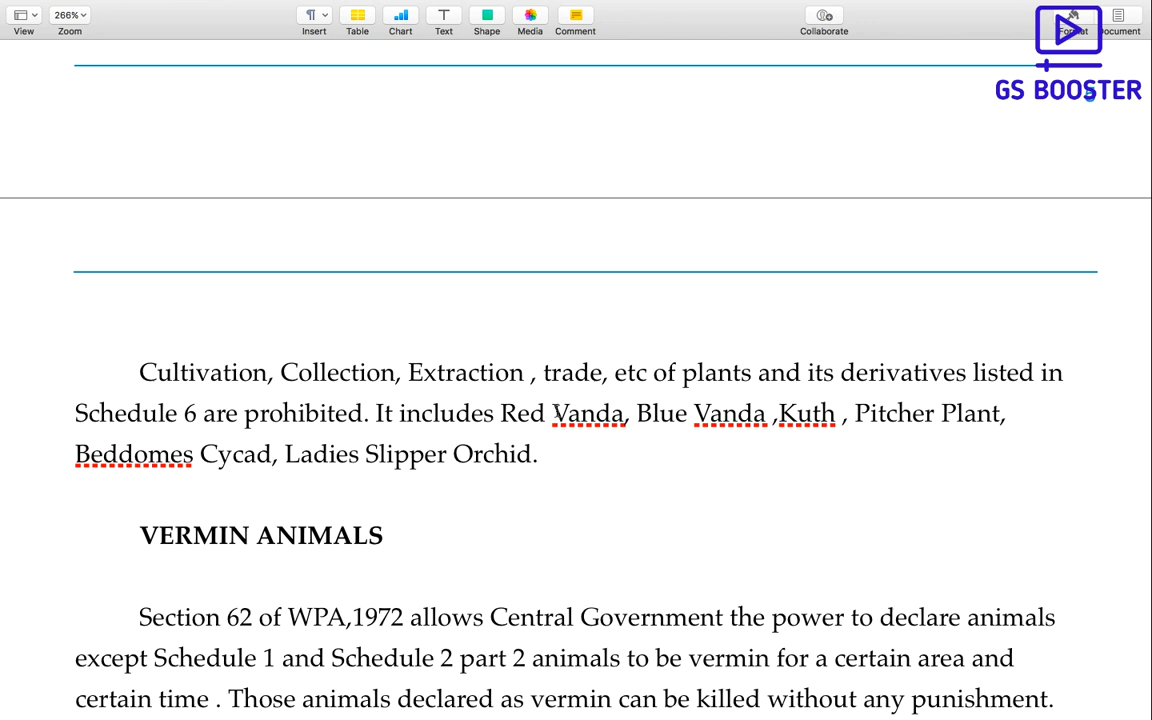 266%
View Zoom Insert Table Chart Text Shape Media Comment Collaborate Format Document
GS BOOSTER
Cultivation, Collection, Extraction , trade, etc of plants and its derivatives listed in
Schedule 6 are prohibited. It includes Red Vanda, Blue Vanda ,Kuth , Pitcher Plant,
Beddomes Cycad, Ladies Slipper Orchid.
VERMIN ANIMALS
Section 62 of WPA,1972 allows Central Government the power to declare animals
except Schedule 1 and Schedule 2 part 2 animals to be vermin for a certain area and
certain time . Those animals declared as vermin can be killed without any punishment.